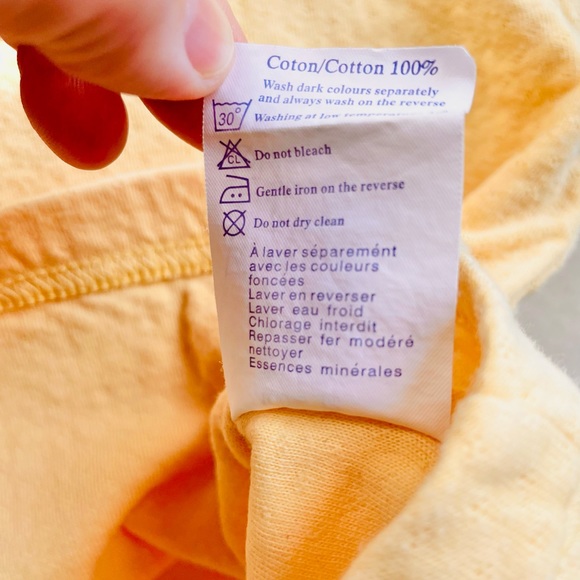 Coton/Cotton 100%
Wash dark colours separately
and always wash on the reverse
30°
Washing at low temperature
CL
Do not bleach
Gentle iron on the reverse
Do not dry clean
À laver séparemént
avec les couleurs
foncées
Laver en reverser
Laver eau froid
Chlorage interdit
Repasser fer modéré
nettoyer
Essences minérales